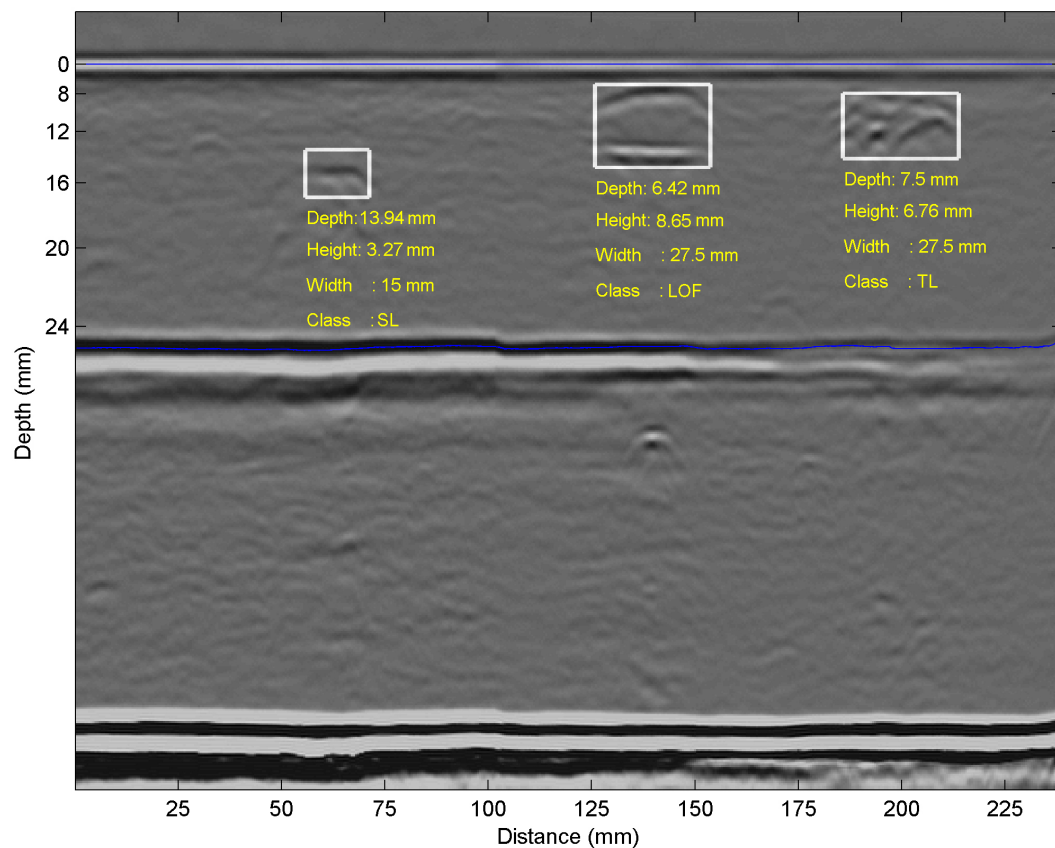 0
8
12
16
20
24
Depth (mm)
Depth:13.94 mm
Height: 3.27 mm
Width : 15 mm
Class : SL
Depth: 6.42 mm
Height: 8.65 mm
Width : 27.5 mm
Class : LOF
Depth: 7.5 mm
Height: 6.76 mm
Width : 27.5 mm
Class : TL
25 50 75 100 125 150 175 200 225
Distance (mm)